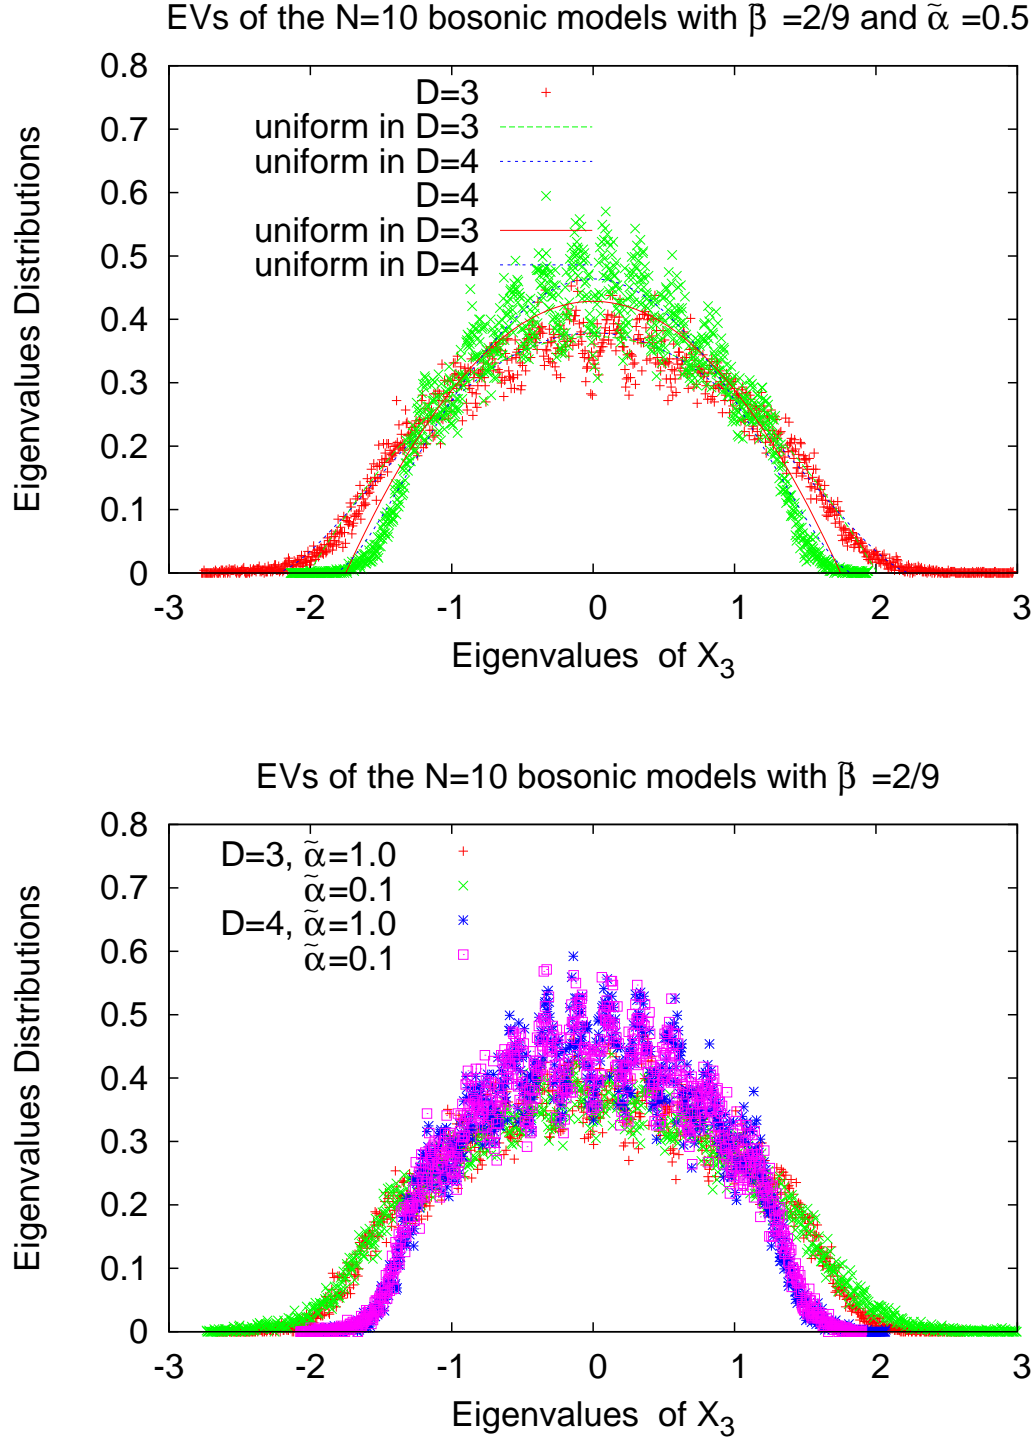 EVs of the N=10 bosonic models with β̃ =2/9 and α̃ =0.5
0.8
0.7
0.6
0.5
0.4
0.3
0.2
0.1
0
Eigenvalues Distributions
D=3
uniform in D=3
uniform in D=4
D=4
uniform in D=3
uniform in D=4
-3 -2 -1 0 1 2 3
Eigenvalues of X₃
EVs of the N=10 bosonic models with β̃ =2/9
0.8
0.7
0.6
0.5
0.4
0.3
0.2
0.1
0
Eigenvalues Distributions
D=3, α̃=1.0
α̃=0.1
D=4, α̃=1.0
α̃=0.1
-3 -2 -1 0 1 2 3
Eigenvalues of X₃